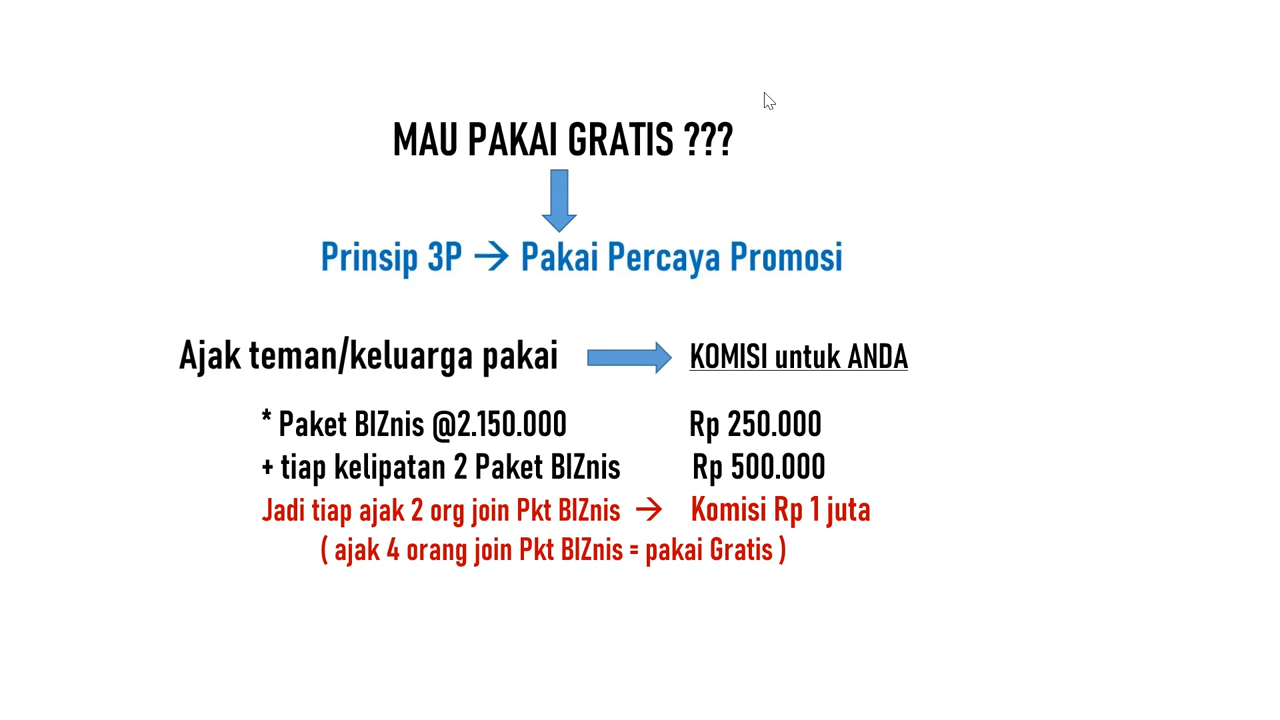 MAU PAKAI GRATIS ???
Prinsip 3P → Pakai Percaya Promosi
Ajak teman/keluarga pakai KOMISI untuk ANDA
* Paket BIZnis @2.150.000 Rp 250.000
+ tiap kelipatan 2 Paket BIZnis Rp 500.000
Jadi tiap ajak 2 org join Pkt BIZnis → Komisi Rp 1 juta
( ajak 4 orang join Pkt BIZnis = pakai Gratis )